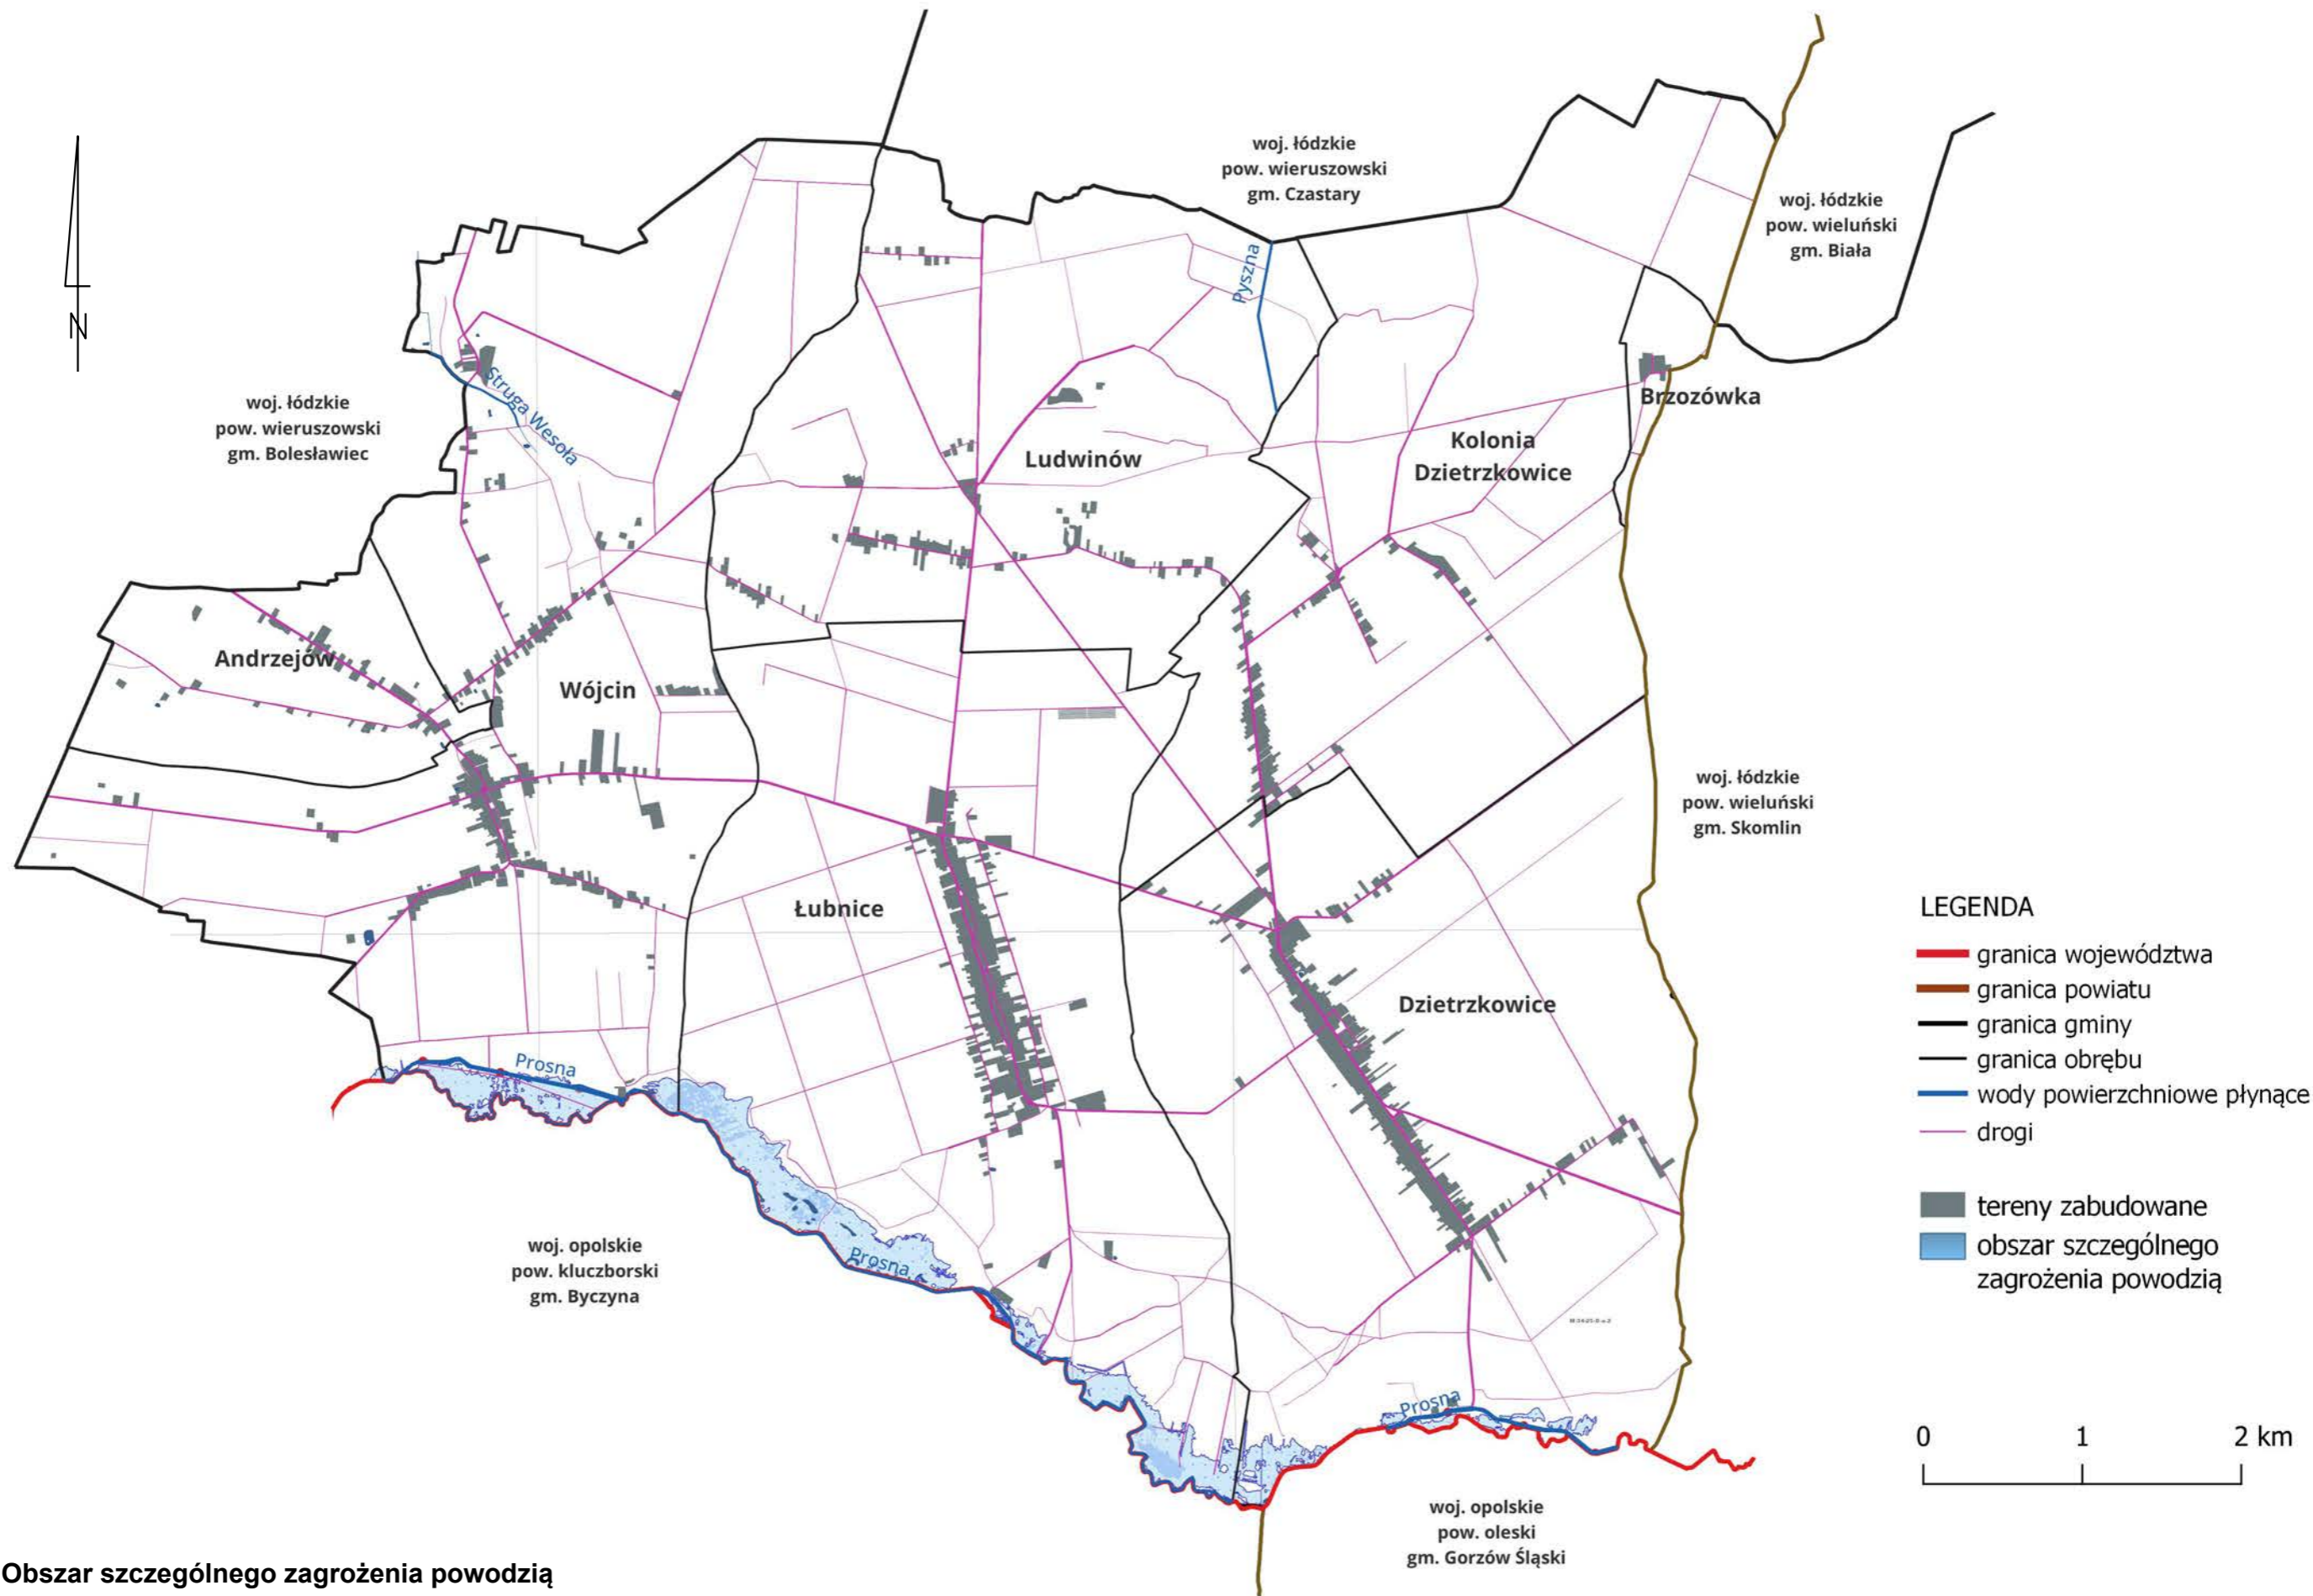 woj. łódzkie
pow. wieruszowski
gm. Czastary
woj. łódzkie
pow. wieluński
gm. Biała
N
Pyszna
Struga Wesoła
woj. łódzkie
pow. wieruszowski
gm. Bolesławiec
Brzozówka
Ludwinów
Kolonia
Dzietrzkowice
Andrzejów
Wójcin
woj. łódzkie
pow. wieluński
gm. Skomlin
Łubnice
Dzietrzkowice
LEGENDA
granica województwa
granica powiatu
granica gminy
granica obrębu
wody powierzchniowe płynące
drogi
tereny zabudowane
obszar szczególnego
zagrożenia powodzią
Prosna
Prosna
woj. opolskie
pow. kluczborski
gm. Byczyna
Prosna
0 1 2 km
woj. opolskie
pow. oleski
gm. Gorzów Śląski
Obszar szczególnego zagrożenia powodzią